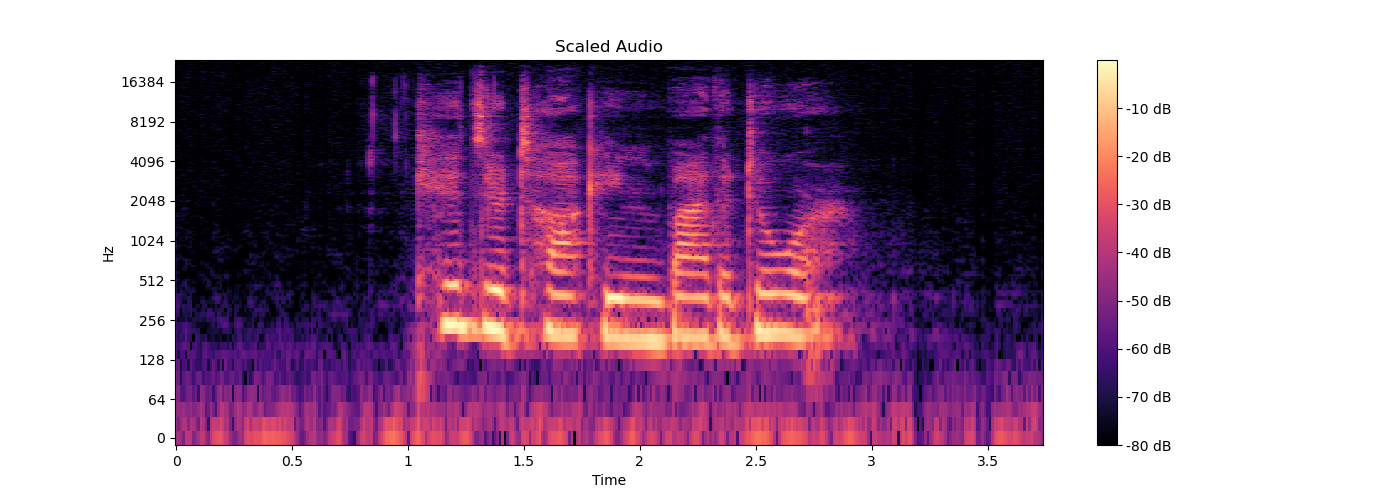 Scaled Audio
16384
8192
4096
2048
1024
512
256
128
64
0
Hz
0
0.5
1
1.5
2
2.5
3
3.5
Time
-10 dB
-20 dB
-30 dB
-40 dB
-50 dB
-60 dB
-70 dB
-80 dB